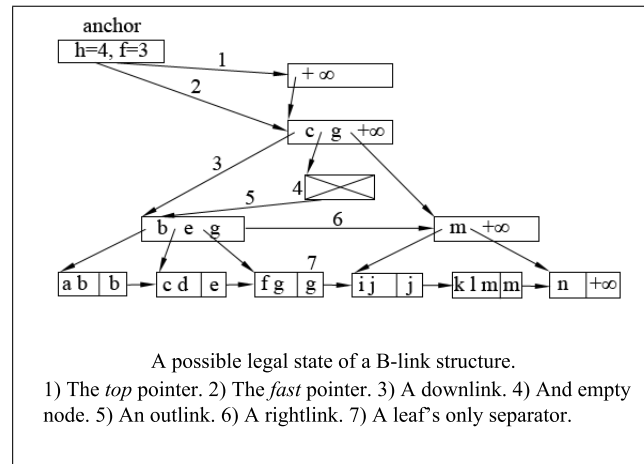 anchor
h=4, f=3
1
+∞
2
c g +∞
3
4
5
6
b e g
m +∞
7
a b b
c d e
f g g
i j j
k l m m
n +∞
A possible legal state of a B-link structure.
1) The top pointer. 2) The fast pointer. 3) A downlink. 4) And empty
node. 5) An outlink. 6) A rightlink. 7) A leaf's only separator.